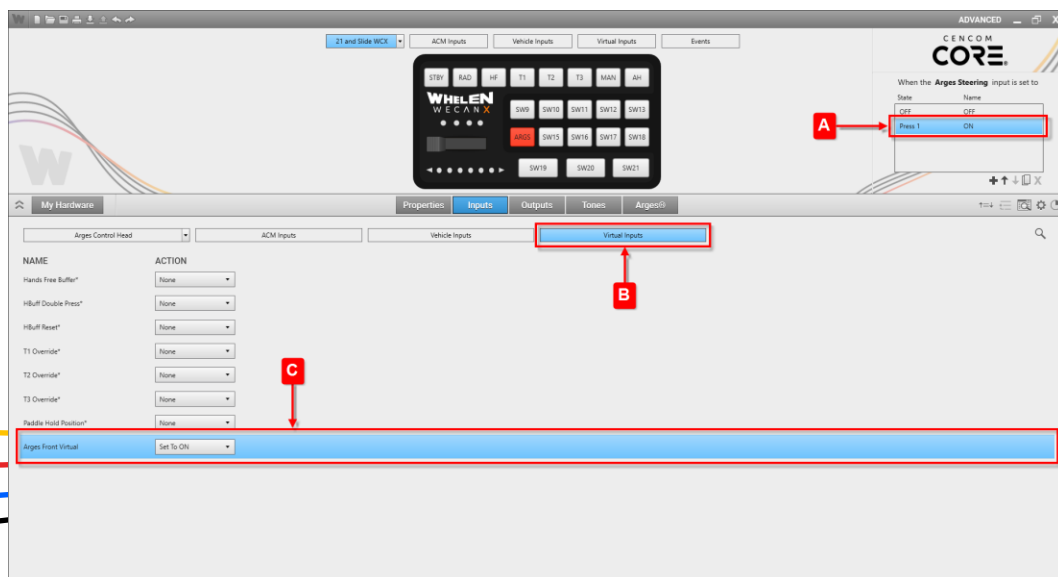 ADVANCED
21 and Slide WCX
ACM Inputs
Vehicle Inputs
Virtual Inputs
Events
CENCOM
CORE®
When the Arges Steering input is set to
State Name
OFF OFF
Press 1 ON
A
STBY RAD HF T1 T2 T3 MAN AH
WHELEN
WECANX
SW9 SW10 SW11 SW12 SW13
ARGS SW15 SW16 SW17 SW18
SW19 SW20 SW21
W
My Hardware
Properties Inputs Outputs Tones Arges®
Arges Control Head
ACM Inputs
Vehicle Inputs
Virtual Inputs
B
NAME ACTION
Hands Free Buffer* None
HBuff Double Press* None
HBuff Reset* None
T1 Override* None
T2 Override* None
T3 Override* None
C
Paddle Hold Position* None
Arges Front Virtual Set To ON